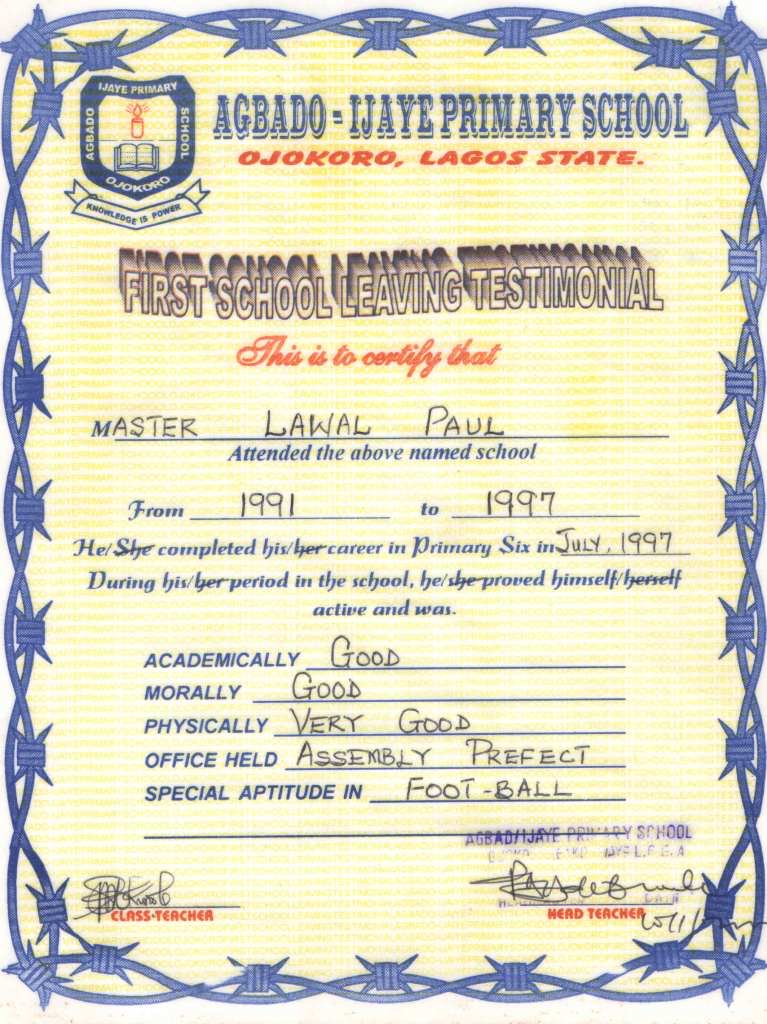 IJAYE PRIMARY
AGBADO
SCHOOL
OJOKORO
KNOWLEDGE IS POWER
AGBADO - IJAYE PRIMARY SCHOOL
OJOKORO, LAGOS STATE.
FIRST SCHOOL LEAVING TESTIMONIAL
This is to certify that
MASTER LAWAL PAUL
Attended the above named school
From 1991 to 1997
He/She completed his/her career in Primary Six in JULY, 1997
During his/her period in the school, he/she proved himself/herself
active and was.
ACADEMICALLY GOOD
MORALLY GOOD
PHYSICALLY VERY GOOD
OFFICE HELD ASSEMBLY PREFECT
SPECIAL APTITUDE IN FOOT-BALL
AGBAD/IJAYE PRIMARY SCHOOL
CLASS-TEACHER
HEAD TEACHER